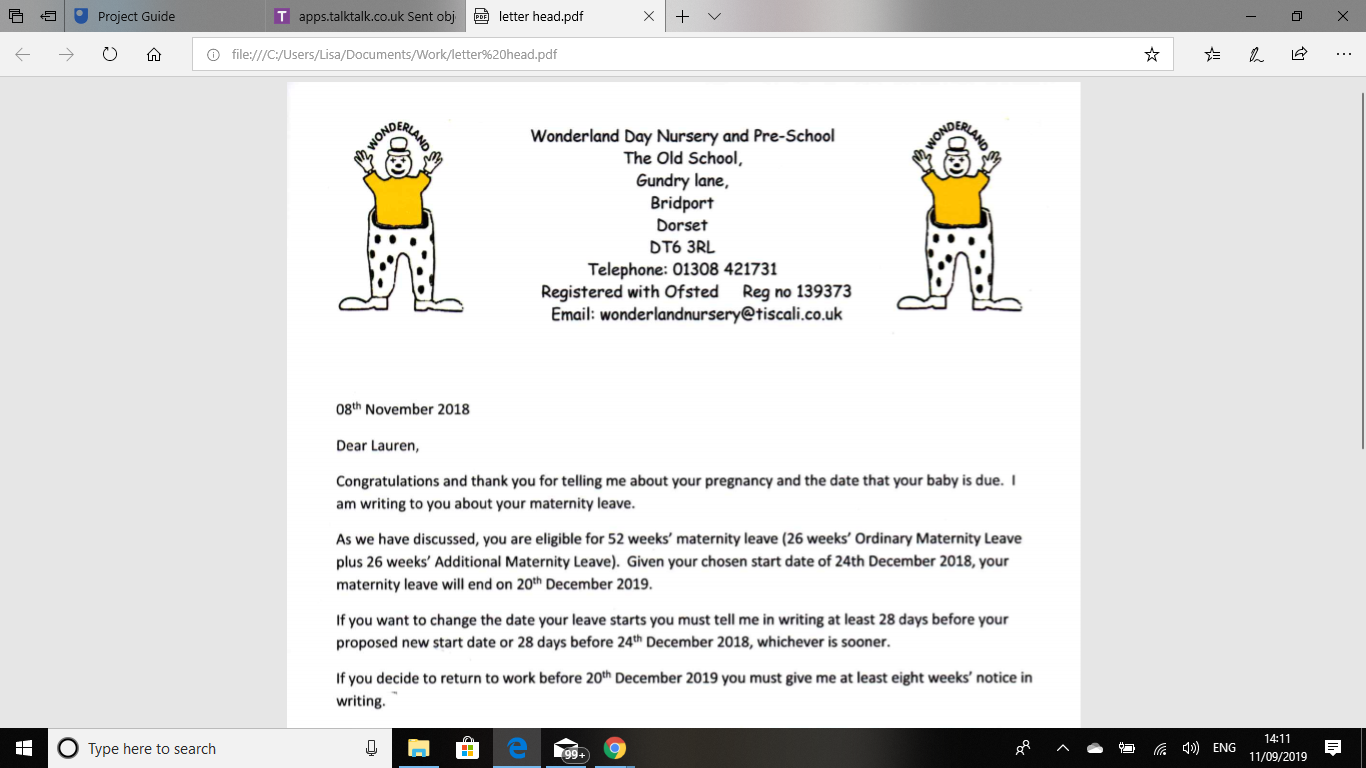 Project Guide
apps.talktalk.co.uk Sent obj
letter head.pdf
file:///C:/Users/Lisa/Documents/Work/letter%20head.pdf
WONDERLAND
WONDERLAND
Wonderland Day Nursery and Pre-School
The Old School,
Gundry lane,
Bridport
Dorset
DT6 3RL
Telephone: 01308 421731
Registered with Ofsted Reg no 139373
Email: wonderlandnursery@tiscali.co.uk
08th November 2018
Dear Lauren,
Congratulations and thank you for telling me about your pregnancy and the date that your baby is due. I
am writing to you about your maternity leave.
As we have discussed, you are eligible for 52 weeks' maternity leave (26 weeks' Ordinary Maternity Leave
plus 26 weeks' Additional Maternity Leave). Given your chosen start date of 24th December 2018, your
maternity leave will end on 20th December 2019.
If you want to change the date your leave starts you must tell me in writing at least 28 days before your
proposed new start date or 28 days before 24th December 2018, whichever is sooner.
If you decide to return to work before 20th December 2019 you must give me at least eight weeks' notice in
writing.
Type here to search
99+
ENG
14:11
11/09/2019